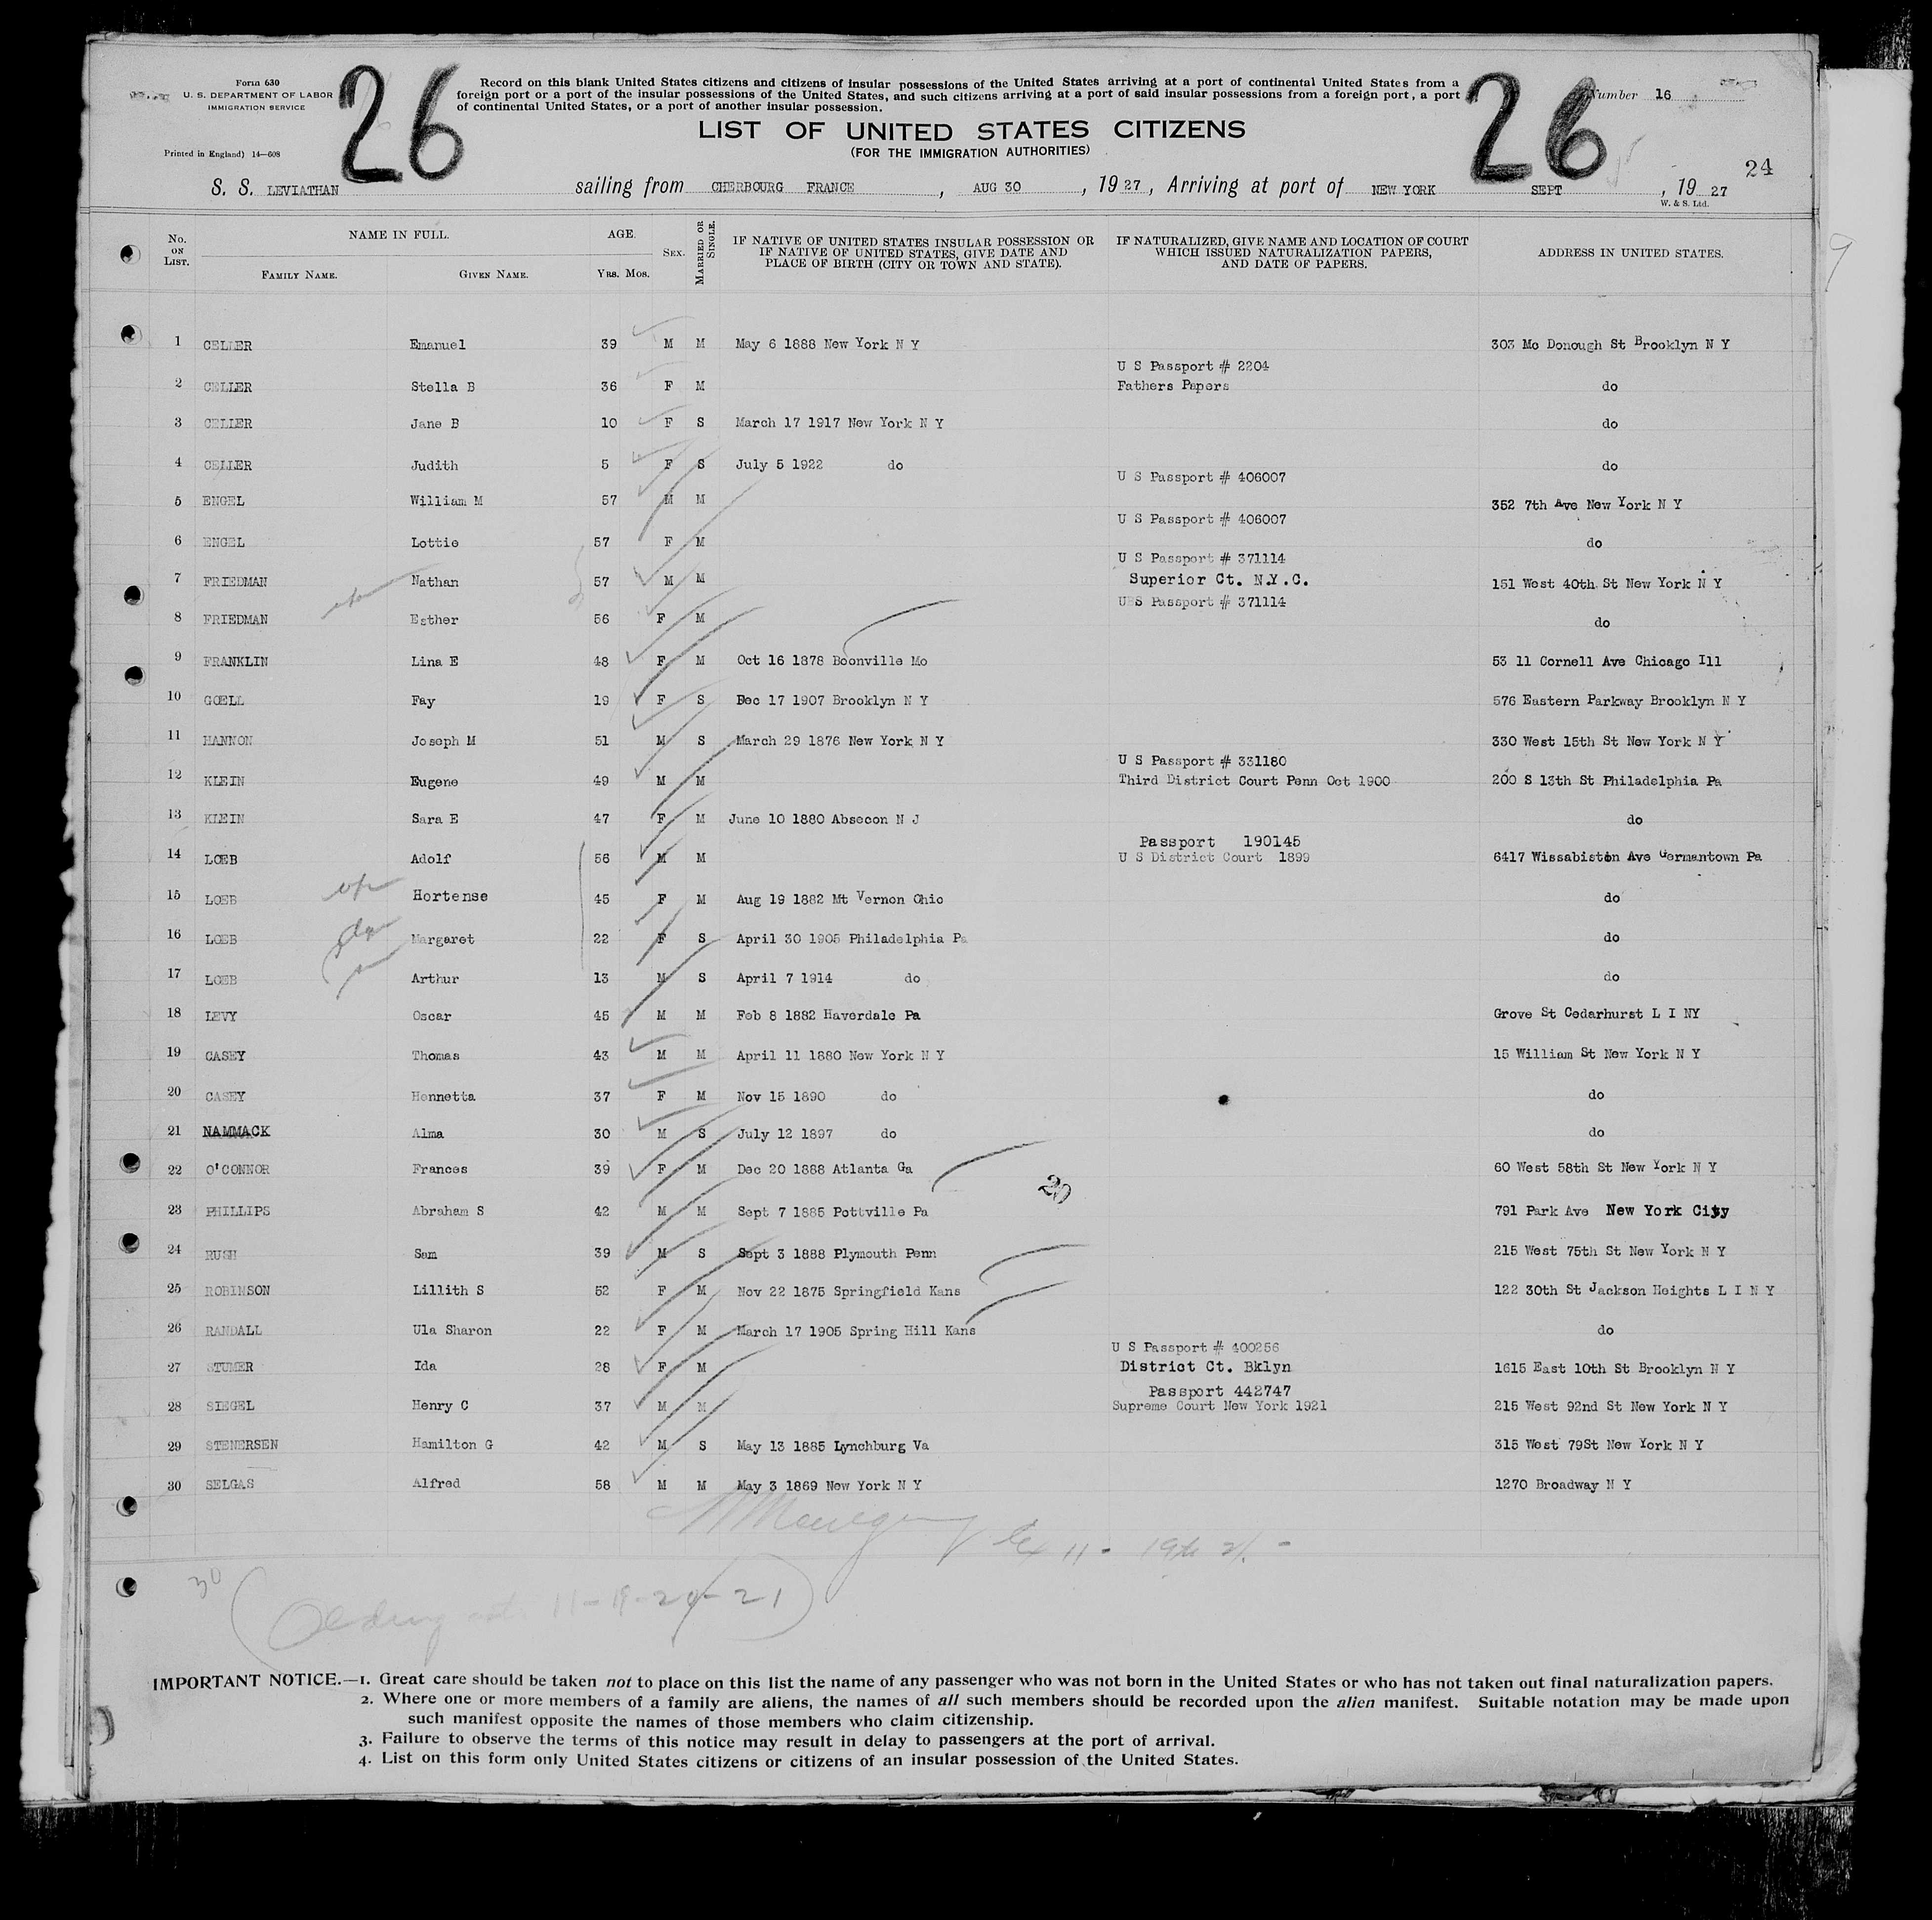 Form 630
U. S. DEPARTMENT OF LABOR
IMMIGRATION SERVICE
Printed in England) 14—608
26
Record on this blank United States citizens and citizens of insular possessions of the United States arriving at a port of continental United States from a
foreign port or a port of the insular possessions of the United States, and such citizens arriving at a port of said insular possessions from a foreign port, a port
of continental United States, or a port of another insular possession.
26
Number 16
LIST OF UNITED STATES CITIZENS
(FOR THE IMMIGRATION AUTHORITIES)
24
S. S. LEVIATHAN sailing from CHERBOURG FRANCE , AUG 30 , 19 27 , Arriving at port of NEW YORK SEPT , 19 27
W. & S. Ltd.
No. ON LIST. NAME IN FULL. FAMILY NAME. GIVEN NAME. AGE. YRS. MOS. SEX. MARRIED OR SINGLE. IF NATIVE OF UNITED STATES INSULAR POSSESSION OR IF NATIVE OF UNITED STATES, GIVE DATE AND PLACE OF BIRTH (CITY OR TOWN AND STATE). IF NATURALIZED, GIVE NAME AND LOCATION OF COURT WHICH ISSUED NATURALIZATION PAPERS, AND DATE OF PAPERS. ADDRESS IN UNITED STATES.
1 CELLER Emanuel 39 M M May 6 1888 New York N Y 303 Mc Donough St Brooklyn N Y
U S Passport # 2204
2 CELLER Stella B 36 F M Fathers Papers do
3 CELLER Jane B 10 F S March 17 1917 New York N Y do
4 CELLER Judith 5 F S July 5 1922 do do
U S Passport # 406007
5 ENGEL William M 57 M M 352 7th Ave New York N Y
U S Passport # 406007
6 ENGEL Lottie 57 F M do
U S Passport # 371114
7 FRIEDMAN Nathan 57 M M Superior Ct. N.Y.C. 151 West 40th St New York N Y
UBS Passport # 371114
8 FRIEDMAN Esther 56 F M do
9 FRANKLIN Lina E 48 F M Oct 16 1878 Boonville Mo 53 11 Cornell Ave Chicago Ill
10 GOELL Fay 19 F S Dec 17 1907 Brooklyn N Y 576 Eastern Parkway Brooklyn N Y
11 HANNON Joseph M 51 M S March 29 1876 New York N Y 330 West 15th St New York N Y
U S Passport # 331180
12 KLEIN Eugene 49 M M Third District Court Penn Oct 1900 200 S 13th St Philadelphia Pa
13 KLEIN Sara E 47 F M June 10 1880 Absecon N J do
Passport 190145
14 LOEB Adolf 56 M M U S District Court 1899 6417 Wissabiston Ave Germantown Pa
15 LOEB Hortense 45 F M Aug 19 1882 Mt Vernon Ohio do
16 LOEB Margaret 22 F S April 30 1905 Philadelphia Pa do
17 LOEB Arthur 13 M S April 7 1914 do do
18 LEVY Oscar 45 M M Feb 8 1882 Haverdale Pa Grove St Cedarhurst L I NY
19 CASEY Thomas 43 M M April 11 1880 New York N Y 15 William St New York N Y
20 CASEY Hennetta 37 F M Nov 15 1890 do do
21 NAMMACK Alma 30 M S July 12 1897 do do
22 O'CONNOR Frances 39 F M Dec 20 1888 Atlanta Ga 60 West 58th St New York N Y
20
23 PHILLIPS Abraham S 42 M M Sept 7 1885 Pottville Pa 791 Park Ave New York City
24 RUSH Sam 39 M S Sept 3 1888 Plymouth Penn 215 West 75th St New York N Y
25 ROBINSON Lillith S 52 F M Nov 22 1875 Springfield Kans 122 30th St Jackson Heights L I N Y
26 RANDALL Ula Sharon 22 F M March 17 1905 Spring Hill Kans do
U S Passport # 400256
27 STUMER Ida 28 F M District Ct. Bklyn 1615 East 10th St Brooklyn N Y
Passport 442747
28 SIEGEL Henry C 37 M M Supreme Court New York 1921 215 West 92nd St New York N Y
29 STENERSEN Hamilton G 42 M S May 13 1885 Lynchburg Va 315 West 79St New York N Y
30 SELGAS Alfred 58 M M May 3 1869 New York N Y 1270 Broadway N Y
30
11-19-24-21
IMPORTANT NOTICE.—1. Great care should be taken not to place on this list the name of any passenger who was not born in the United States or who has not taken out final naturalization papers.
2. Where one or more members of a family are aliens, the names of all such members should be recorded upon the alien manifest. Suitable notation may be made upon
such manifest opposite the names of those members who claim citizenship.
3. Failure to observe the terms of this notice may result in delay to passengers at the port of arrival.
4. List on this form only United States citizens or citizens of an insular possession of the United States.